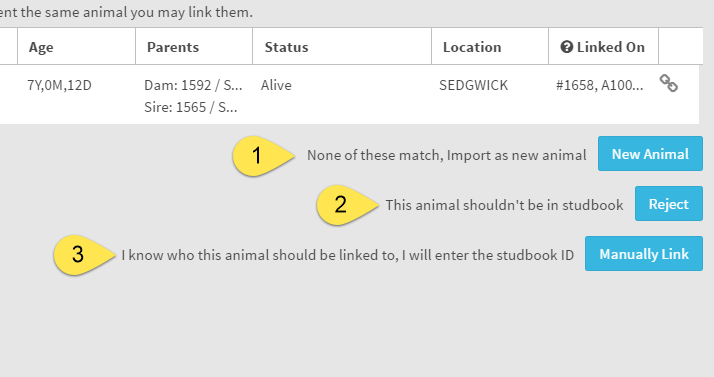 ent the same animal you may link them.
Age Parents Status Location ? Linked On
7Y,0M,12D Dam: 1592 / S... Alive SEDGWICK #1658, A100...
Sire: 1565 / S...
1 None of these match, Import as new animal New Animal
2 This animal shouldn't be in studbook Reject
3 I know who this animal should be linked to, I will enter the studbook ID Manually Link